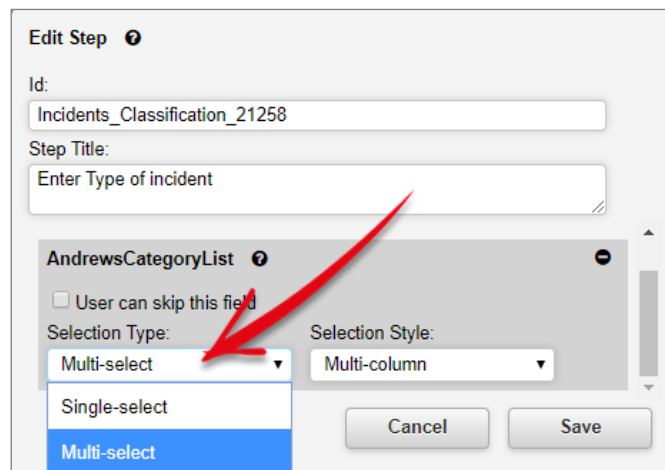 Edit Step
Id:
Incidents_Classification_21258
Step Title:
Enter Type of incident
AndrewsCategoryList
User can skip this field
Selection Type: Selection Style:
Multi-select Multi-column
Single-select
Multi-select
Cancel Save